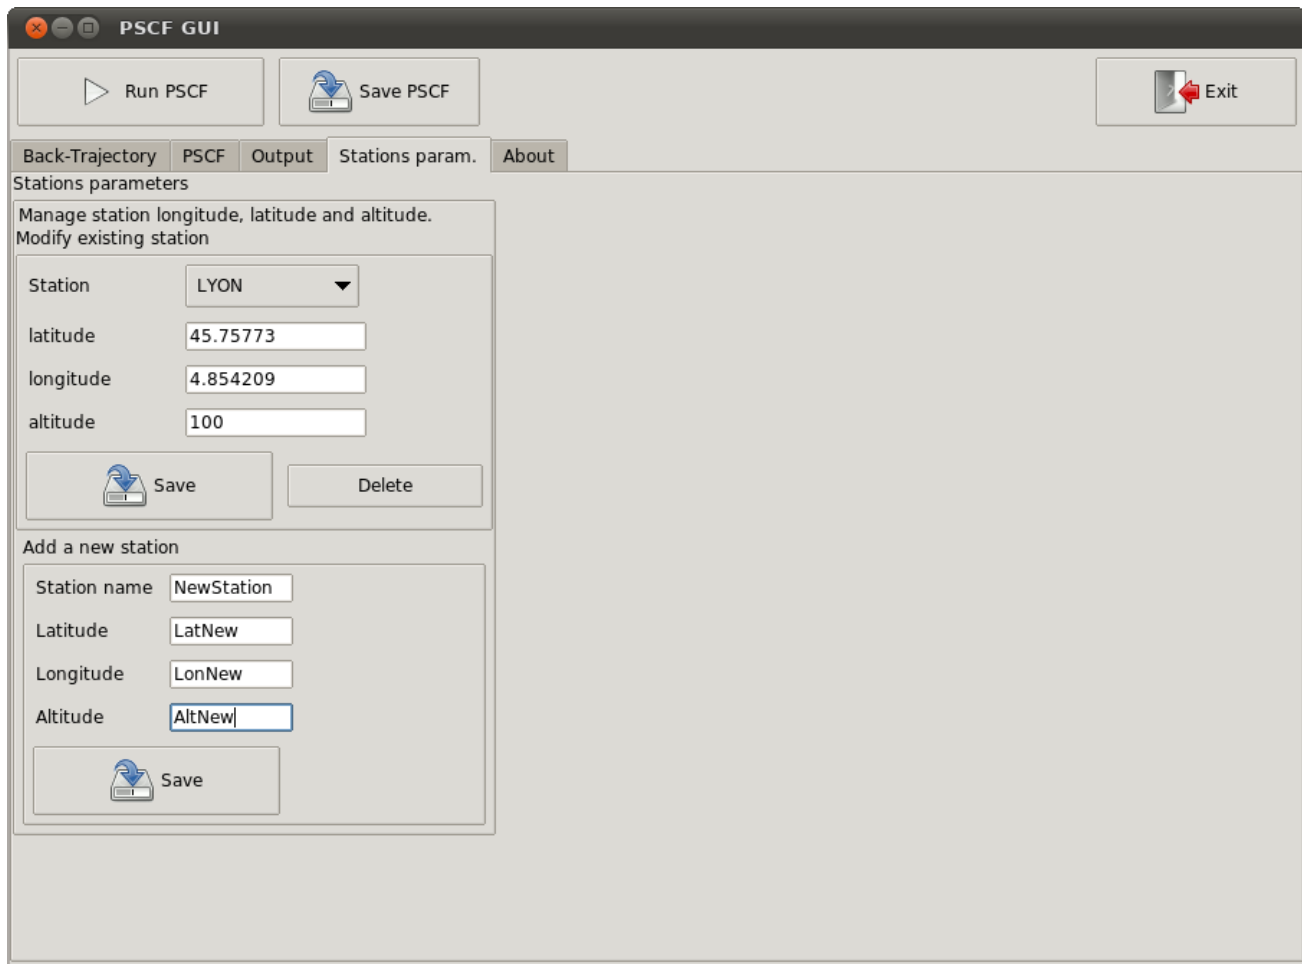 PSCF GUI
Run PSCF Save PSCF Exit
Back-Trajectory PSCF Output Stations param. About
Stations parameters
Manage station longitude, latitude and altitude.
Modify existing station
Station LYON
latitude 45.75773
longitude 4.854209
altitude 100
Save Delete
Add a new station
Station name NewStation
Latitude LatNew
Longitude LonNew
Altitude AltNew
Save